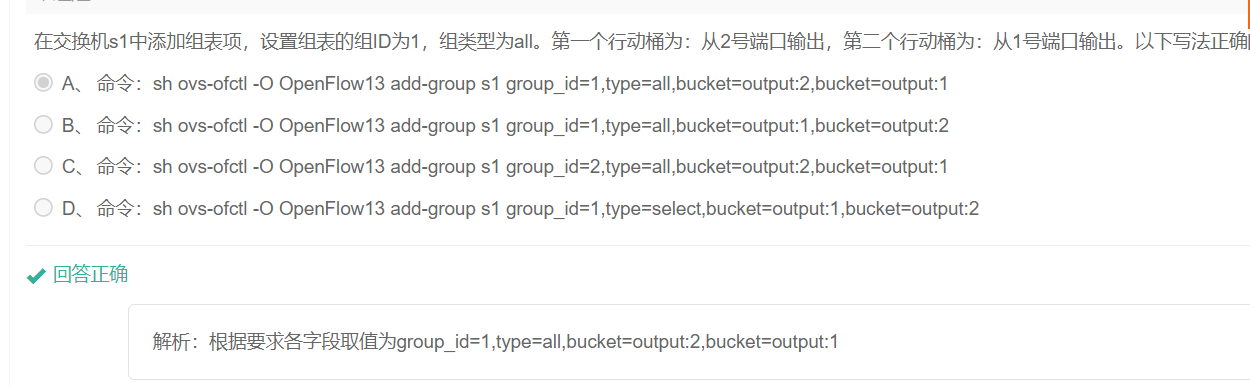 在交换机s1中添加组表项，设置组表的组ID为1，组类型为all。第一个行动桶为：从2号端口输出，第二个行动桶为：从1号端口输出。以下写法正确
A、 命令：sh ovs-ofctl -O OpenFlow13 add-group s1 group_id=1,type=all,bucket=output:2,bucket=output:1
B、 命令：sh ovs-ofctl -O OpenFlow13 add-group s1 group_id=1,type=all,bucket=output:1,bucket=output:2
C、 命令：sh ovs-ofctl -O OpenFlow13 add-group s1 group_id=2,type=all,bucket=output:2,bucket=output:1
D、 命令：sh ovs-ofctl -O OpenFlow13 add-group s1 group_id=1,type=select,bucket=output:1,bucket=output:2
回答正确
解析：根据要求各字段取值为group_id=1,type=all,bucket=output:2,bucket=output:1